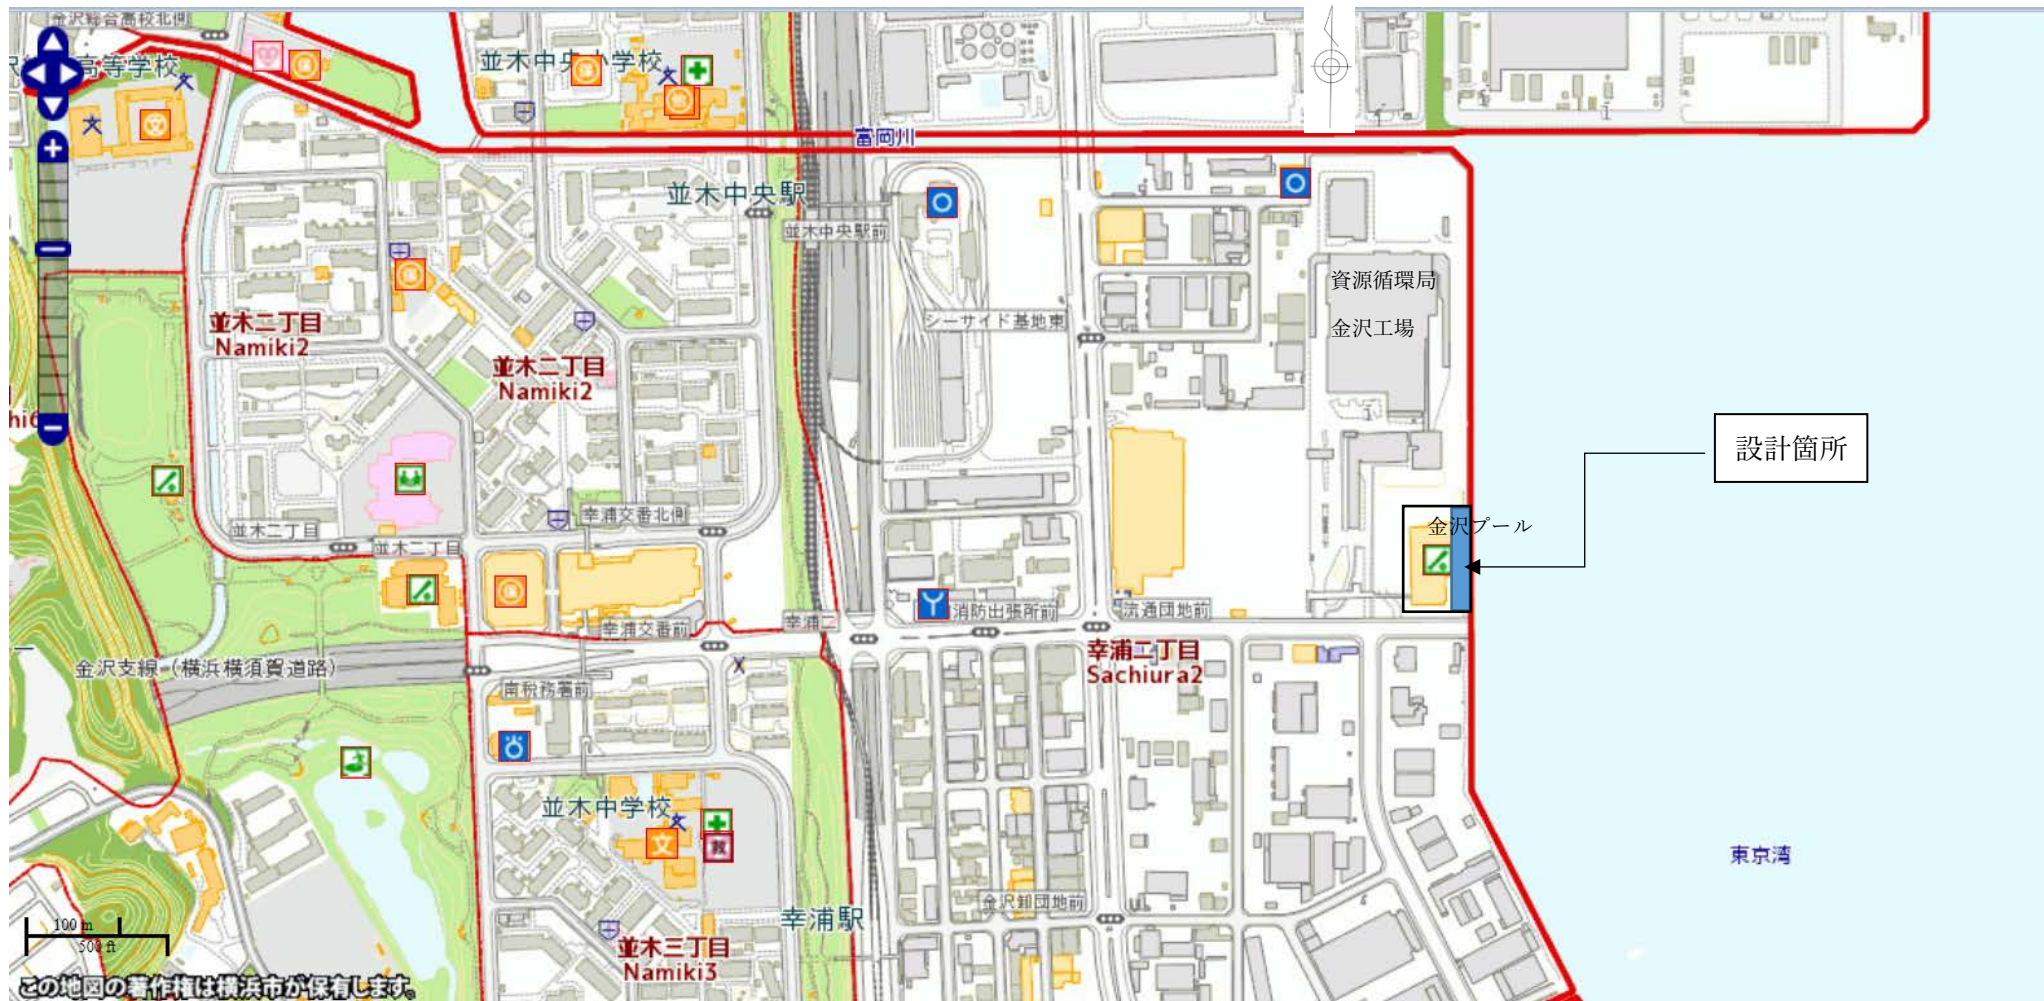 金沢総合高校北側
高等学校
並木中央小学校
富岡川
並木中央駅
並木中央駅前
資源循環局
金沢工場
シーサイド基地東
並木二丁目
Namiki2
並木二丁目
Namiki2
設計箇所
幸浦交番北側
金沢プール
並木二丁目
並木二丁目
消防出張所前
流通団地前
幸浦二
幸浦交番前
幸浦二丁目
Sachiura2
金沢支線(横浜横須賀道路)
南税務署前
並木中学校
東京湾
金沢卸団地前
幸浦駅
並木三丁目
Namiki3
100 m
500 ft
この地図の著作権は横浜市が保有します。